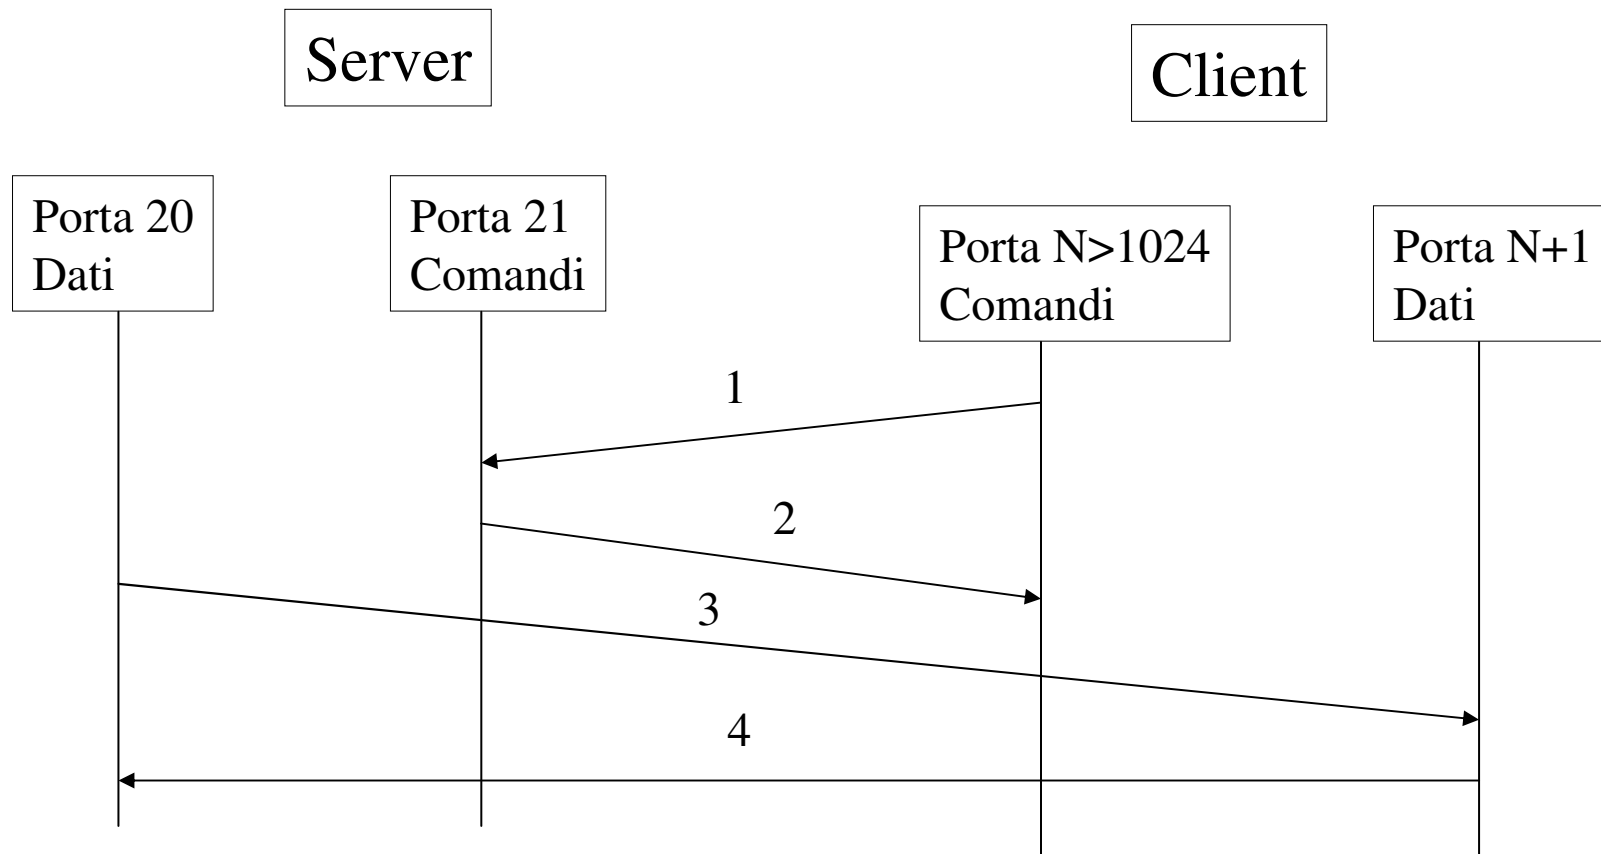 Server
Client
Porta 20
Dati
Porta 21
Comandi
Porta N>1024
Comandi
Porta N+1
Dati
1
2
3
4